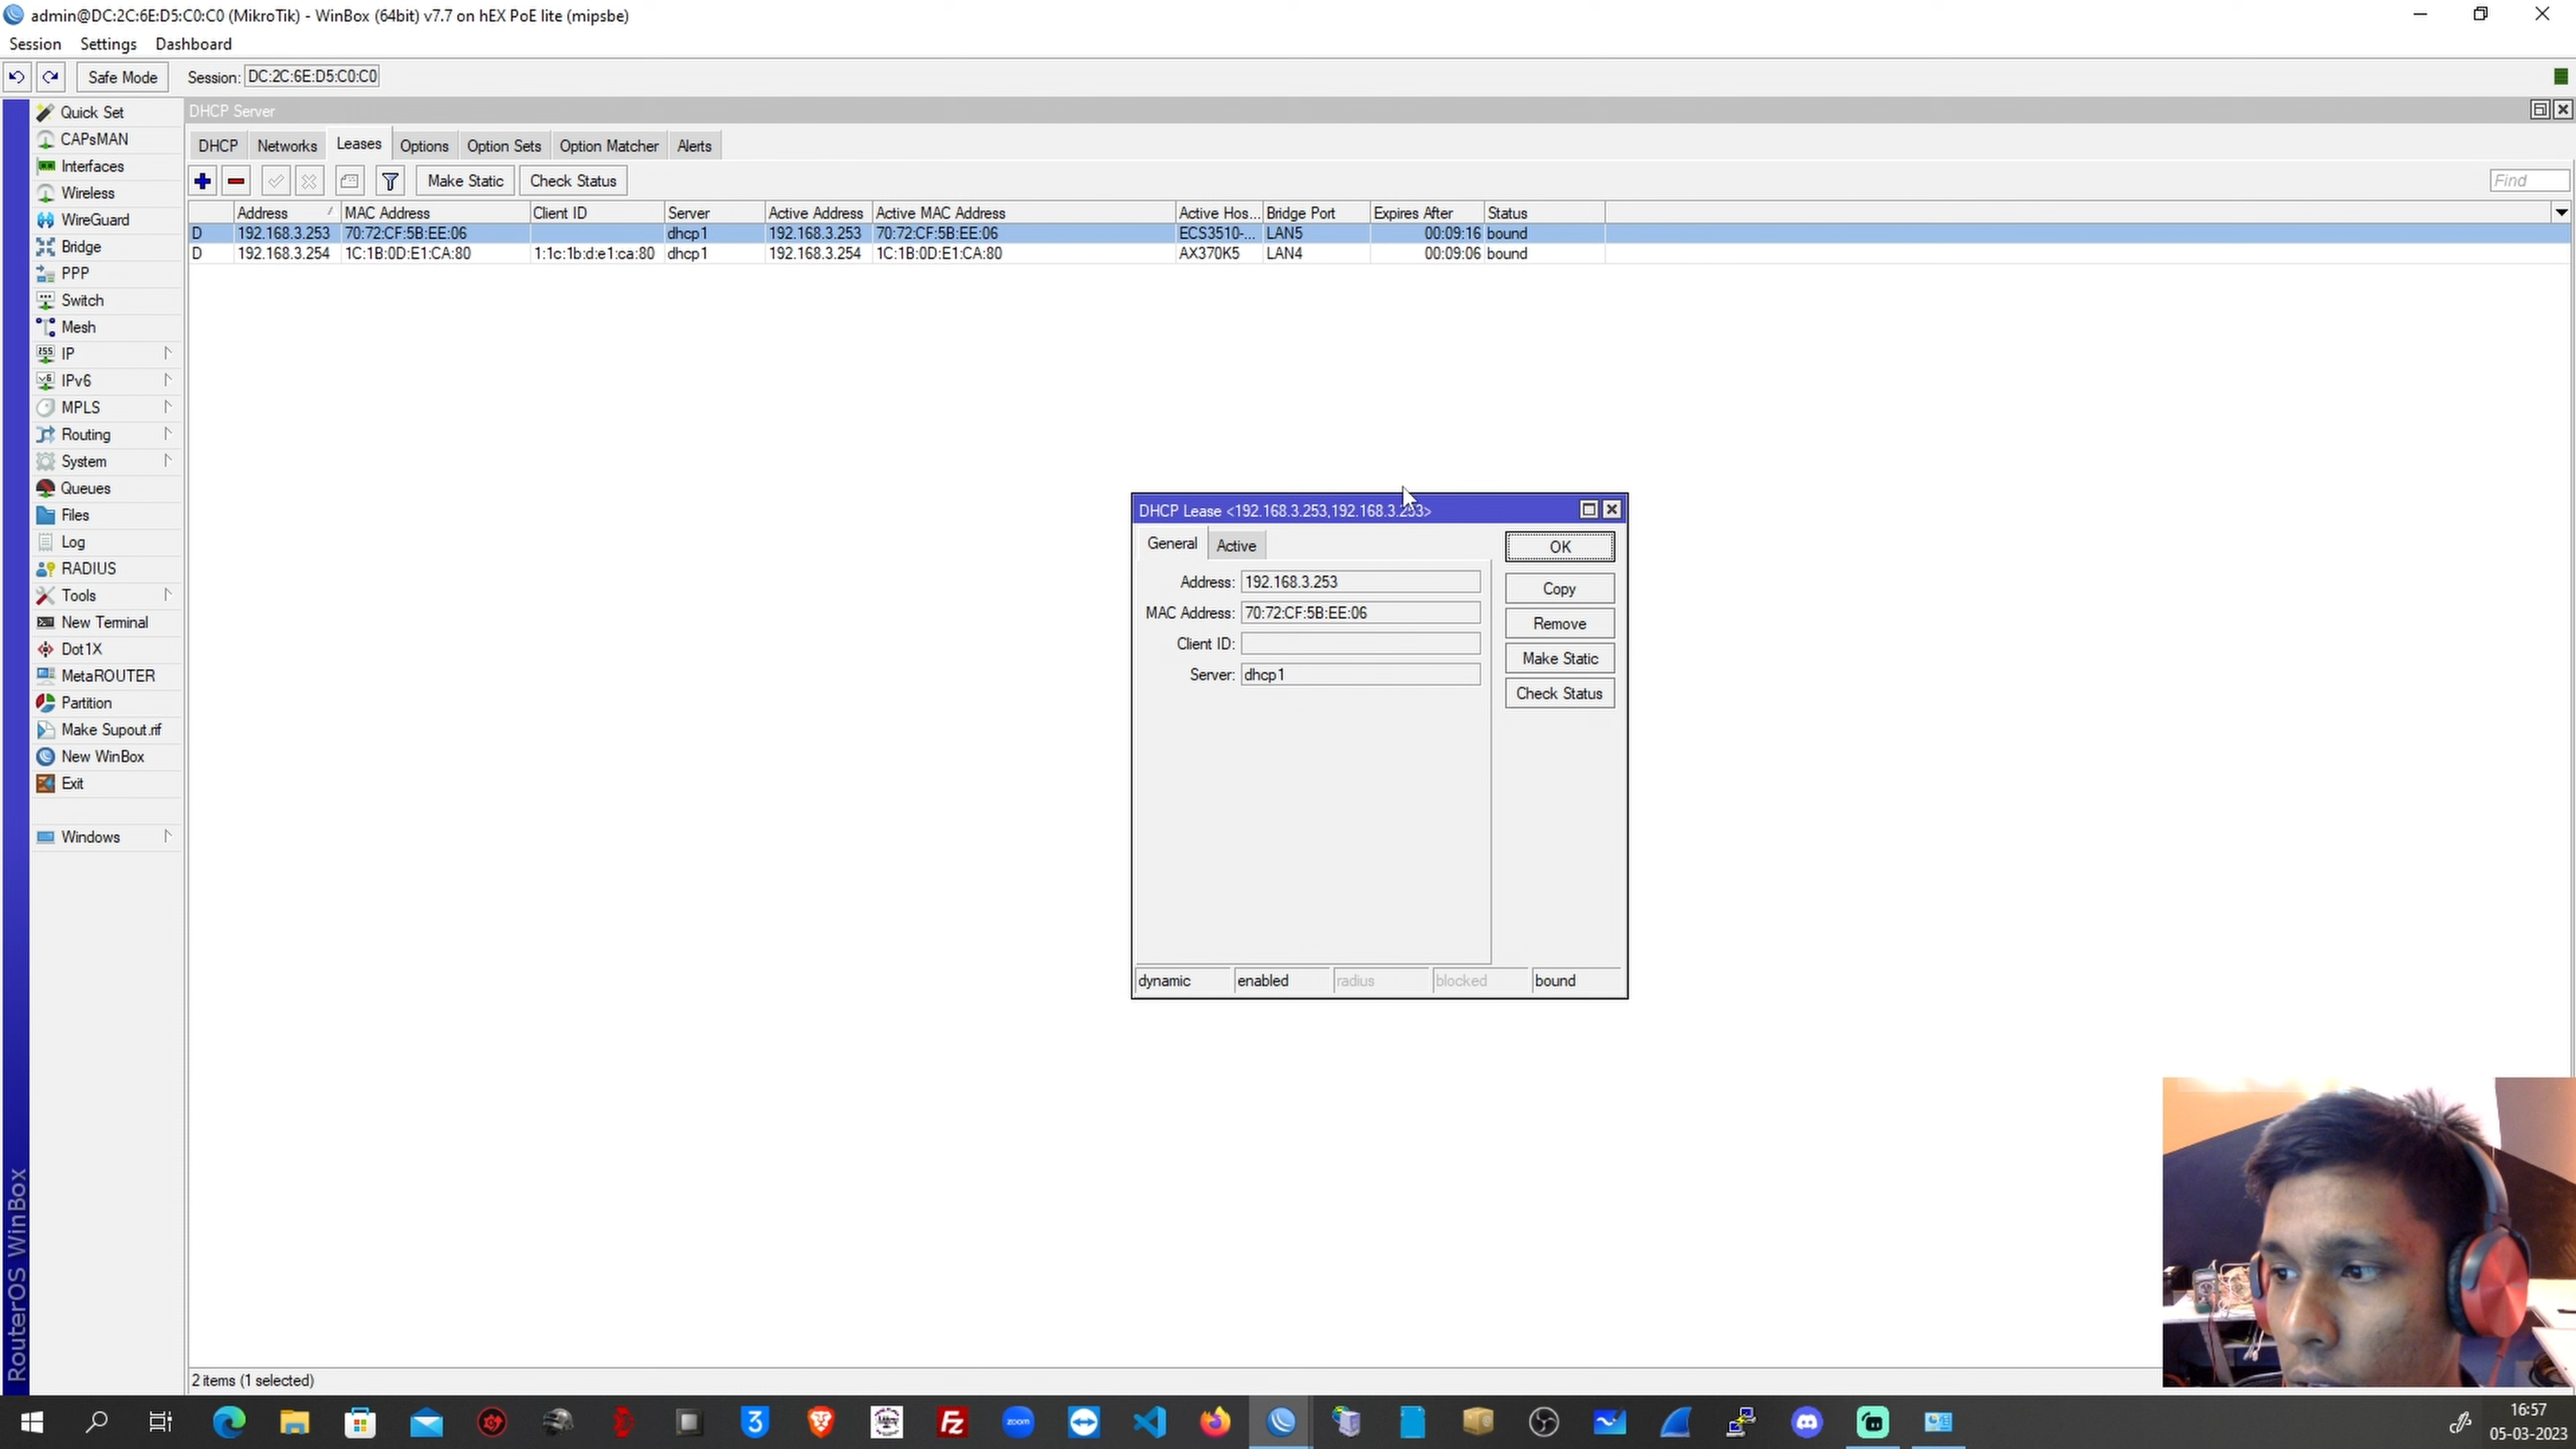 admin@DC:2C:6E:D5:C0:C0 (MikroTik) - WinBox (64bit) v7.7 on hEX PoE lite (mipsbe)
Session Settings Dashboard
Safe Mode Session: DC:2C:6E:D5:C0:C0
Quick Set
CAPsMAN
Interfaces
Wireless
WireGuard
Bridge
PPP
Switch
Mesh
IP
IPv6
MPLS
Routing
System
Queues
Files
Log
RADIUS
Tools
New Terminal
Dot1X
MetaROUTER
Partition
Make Supout.rif
New WinBox
Exit
Windows
RouterOS WinBox
DHCP Server
DHCP Networks Leases Options Option Sets Option Matcher Alerts
Make Static Check Status Find
Address MAC Address Client ID Server Active Address Active MAC Address Active Hos... Bridge Port Expires After Status
D 192.168.3.253 70:72:CF:5B:EE:06 dhcp1 192.168.3.253 70:72:CF:5B:EE:06 ECS3510-... LAN5 00:09:16 bound
D 192.168.3.254 1C:1B:0D:E1:CA:80 1:1c:1b:d:e1:ca:80 dhcp1 192.168.3.254 1C:1B:0D:E1:CA:80 AX370K5 LAN4 00:09:06 bound
DHCP Lease <192.168.3.253,192.168.3.253>
General Active
Address: 192.168.3.253
MAC Address: 70:72:CF:5B:EE:06
Client ID:
Server: dhcp1
OK
Copy
Remove
Make Static
Check Status
dynamic enabled radius blocked bound
2 items (1 selected)
zoom
16:57
05-03-2023